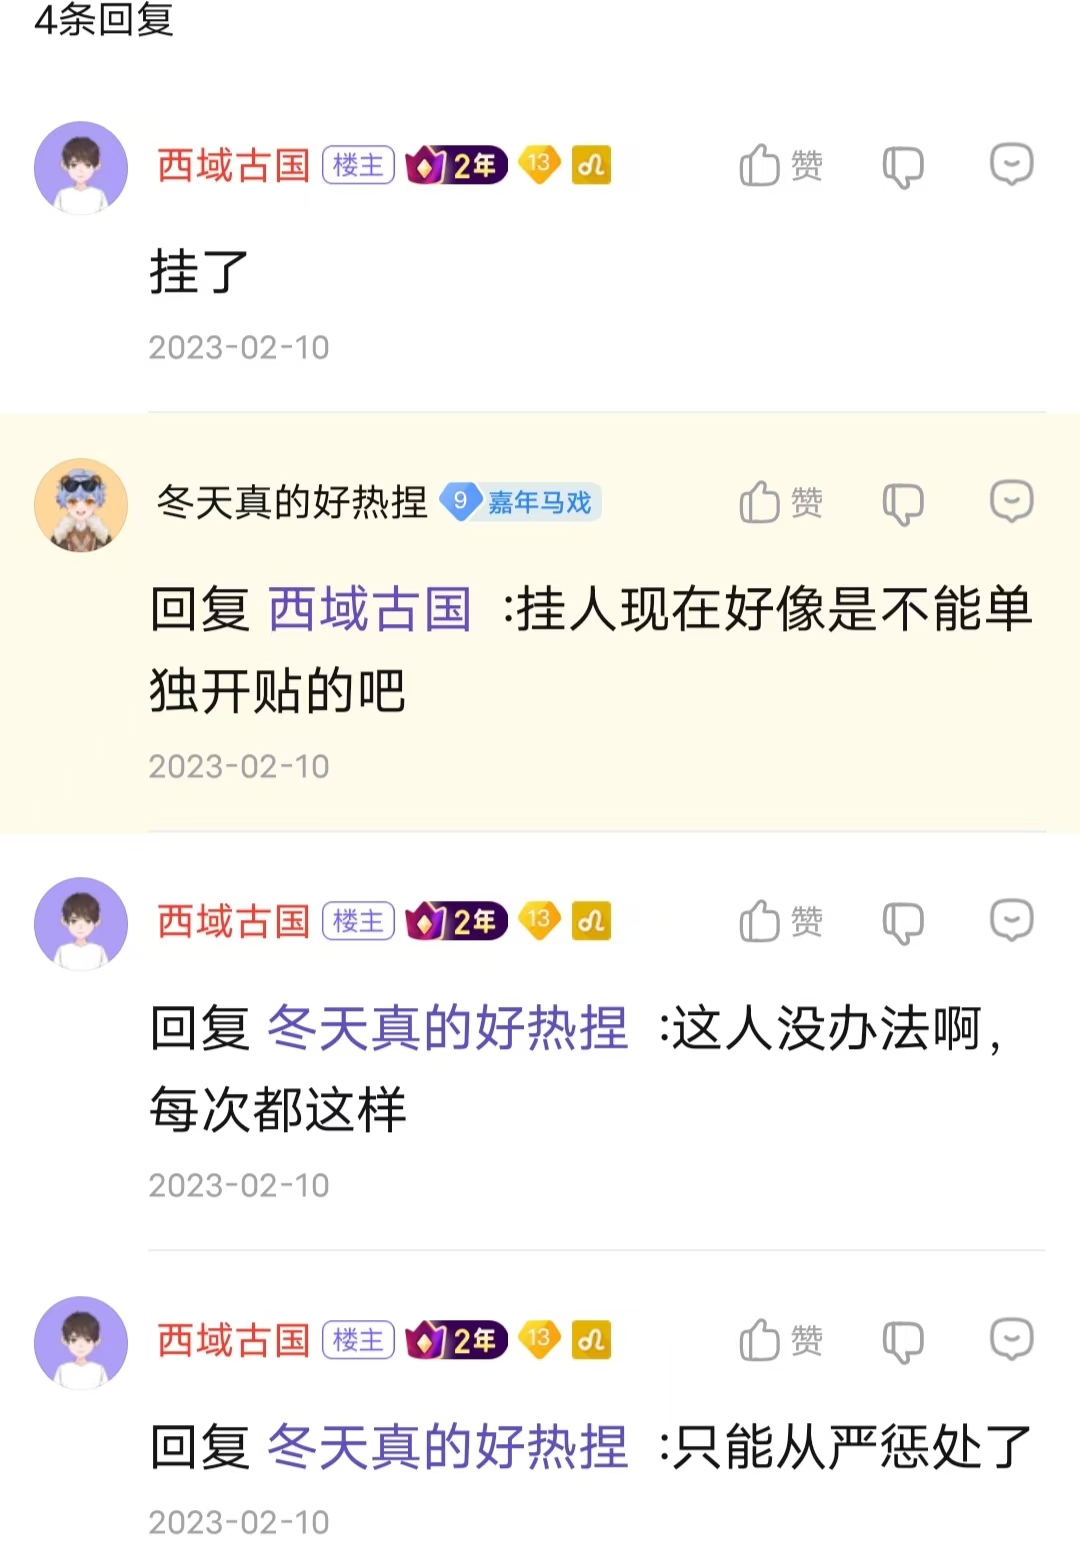 4条回复
西域古国 楼主 2年 13 ♌
赞
挂了
2023-02-10
冬天真的好热捏 9 嘉年马戏
赞
回复 西域古国 :挂人现在好像是不能单
独开贴的吧
2023-02-10
西域古国 楼主 2年 13 ♌
赞
回复 冬天真的好热捏 :这人没办法啊，
每次都这样
2023-02-10
西域古国 楼主 2年 13 ♌
赞
回复 冬天真的好热捏 :只能从严惩处了
2023-02-10